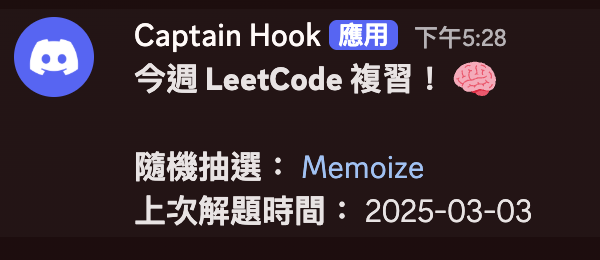 Captain Hook 應用 下午5:28
今週 LeetCode 複習！ 🧠
隨機抽選： Memoize
上次解題時間： 2025-03-03